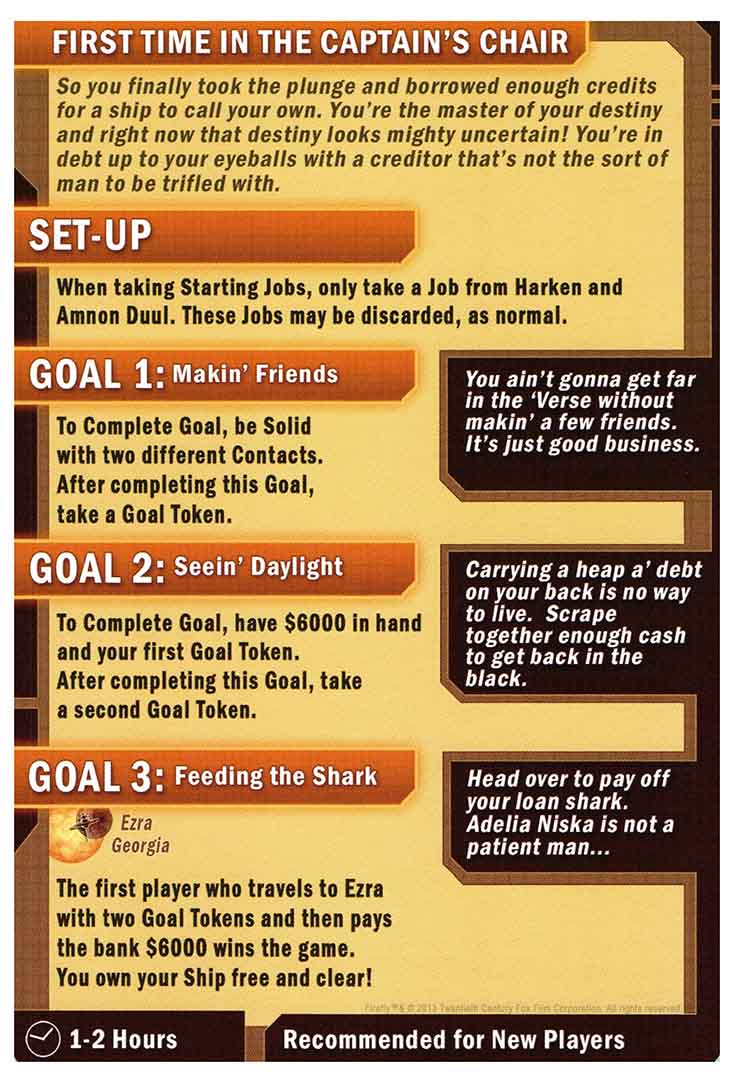 FIRST TIME IN THE CAPTAIN'S CHAIR
So you finally took the plunge and borrowed enough credits
for a ship to call your own. You're the master of your destiny
and right now that destiny looks mighty uncertain! You're in
debt up to your eyeballs with a creditor that's not the sort of
man to be trifled with.
SET-UP
When taking Starting Jobs, only take a Job from Harken and
Amnon Duul. These Jobs may be discarded, as normal.
GOAL 1: Makin' Friends
To Complete Goal, be Solid
with two different Contacts.
After completing this Goal,
take a Goal Token.
You ain't gonna get far
in the 'Verse without
makin' a few friends.
It's just good business.
GOAL 2: Seein' Daylight
To Complete Goal, have $6000 in hand
and your first Goal Token.
After completing this Goal, take
a second Goal Token.
Carrying a heap a' debt
on your back is no way
to live. Scrape
together enough cash
to get back in the
black.
GOAL 3: Feeding the Shark
Ezra
Georgia
The first player who travels to Ezra
with two Goal Tokens and then pays
the bank $6000 wins the game.
You own your Ship free and clear!
Head over to pay off
your loan shark.
Adelia Niska is not a
patient man...
Firefly™& © 2013 Twentieth Century Fox Film Corporation. All rights reserved.
1-2 Hours
Recommended for New Players